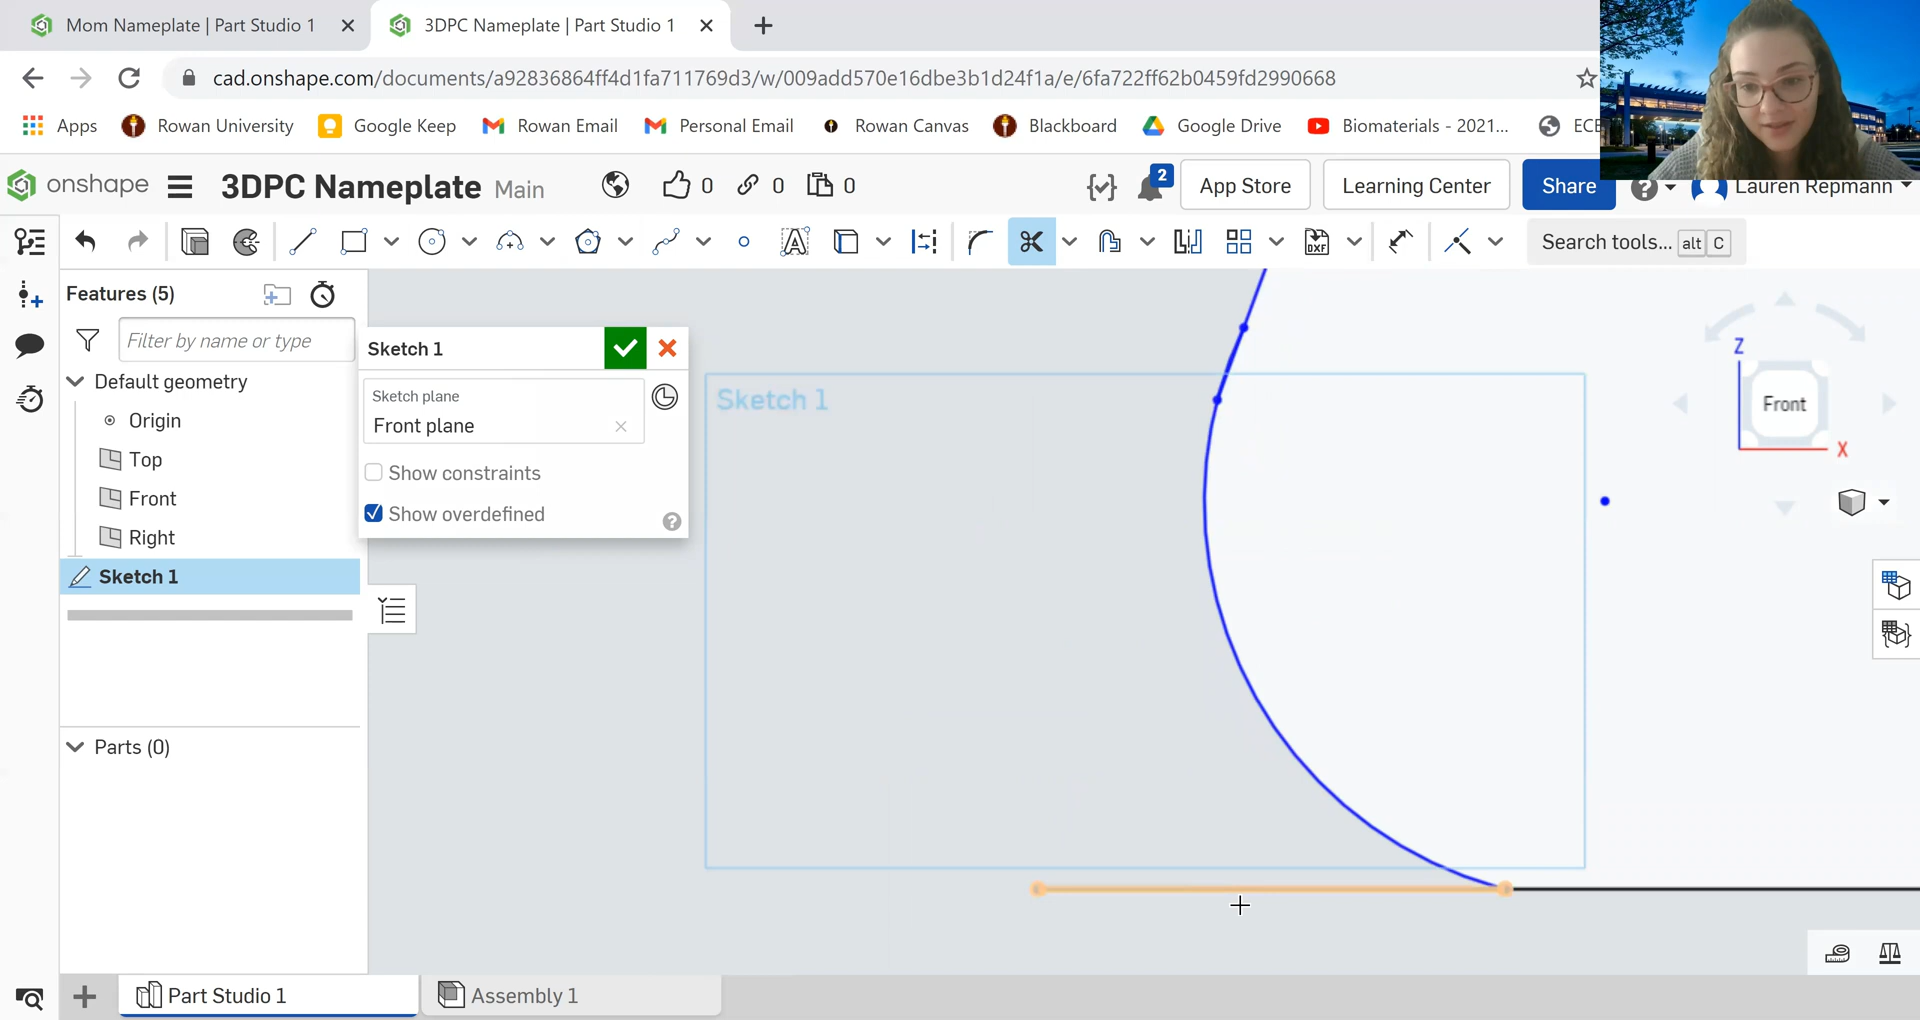 Mom Nameplate | Part Studio 1
3DPC Nameplate | Part Studio 1
cad.onshape.com/documents/a92836864ff4d1fa711769d3/w/009add570e16dbe3b1d24f1a/e/6fa722ff62b0459fd2990668
Apps
Rowan University
Google Keep
Rowan Email
Personal Email
Rowan Canvas
Blackboard
Google Drive
Biomaterials - 2021...
onshape
3DPC Nameplate Main
0
0
0
2
App Store
Learning Center
Share
Lauren Repmann
DXF
Search tools... alt C
Features (5)
Filter by name or type
Default geometry
Origin
Top
Front
Right
Sketch 1
Parts (0)
Sketch 1
Sketch plane
Front plane
Show constraints
Show overdefined
Sketch 1
Z
Front
X
Part Studio 1
Assembly 1